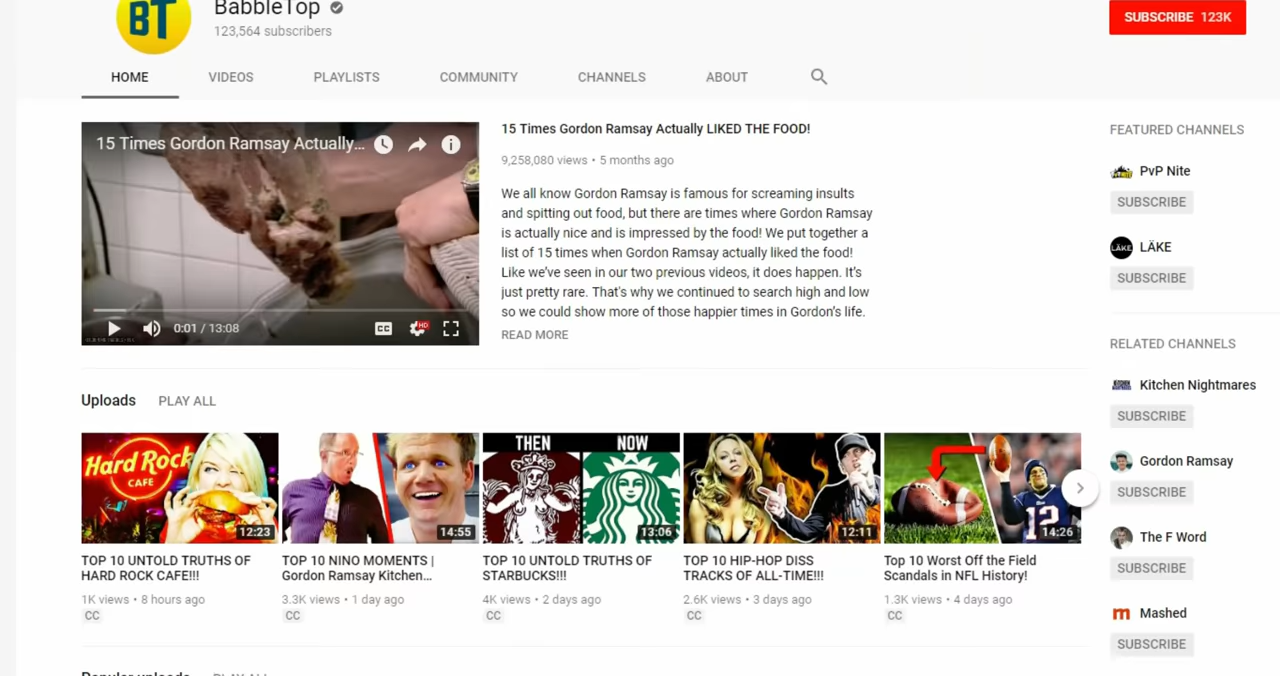 BT
BabbleTop
123,564 subscribers
SUBSCRIBE 123K
HOME
VIDEOS
PLAYLISTS
COMMUNITY
CHANNELS
ABOUT
15 Times Gordon Ramsay Actually...
0:01 / 13:08
CC
HD
15 Times Gordon Ramsay Actually LIKED THE FOOD!
9,258,080 views • 5 months ago
We all know Gordon Ramsay is famous for screaming insults
and spitting out food, but there are times where Gordon Ramsay
is actually nice and is impressed by the food! We put together a
list of 15 times when Gordon Ramsay actually liked the food!
Like we've seen in our two previous videos, it does happen. It's
just pretty rare. That's why we continued to search high and low
so we could show more of those happier times in Gordon's life.
READ MORE
FEATURED CHANNELS
PvP Nite
SUBSCRIBE
LÄKE
LÄKE
SUBSCRIBE
RELATED CHANNELS
Kitchen Nightmares
SUBSCRIBE
Gordon Ramsay
SUBSCRIBE
The F Word
SUBSCRIBE
m
Mashed
SUBSCRIBE
Uploads
PLAY ALL
Hard Rock
CAFE
12:23
TOP 10 UNTOLD TRUTHS OF
HARD ROCK CAFE!!!
1K views • 8 hours ago
CC
14:55
TOP 10 NINO MOMENTS |
Gordon Ramsay Kitchen...
3.3K views • 1 day ago
CC
THEN
NOW
13:06
TOP 10 UNTOLD TRUTHS OF
STARBUCKS!!!
4K views • 2 days ago
CC
12:11
TOP 10 HIP-HOP DISS
TRACKS OF ALL-TIME!!!
2.6K views • 3 days ago
CC
12
14:26
Top 10 Worst Off the Field
Scandals in NFL History!
1.3K views • 4 days ago
CC
Popular uploads
PLAY ALL